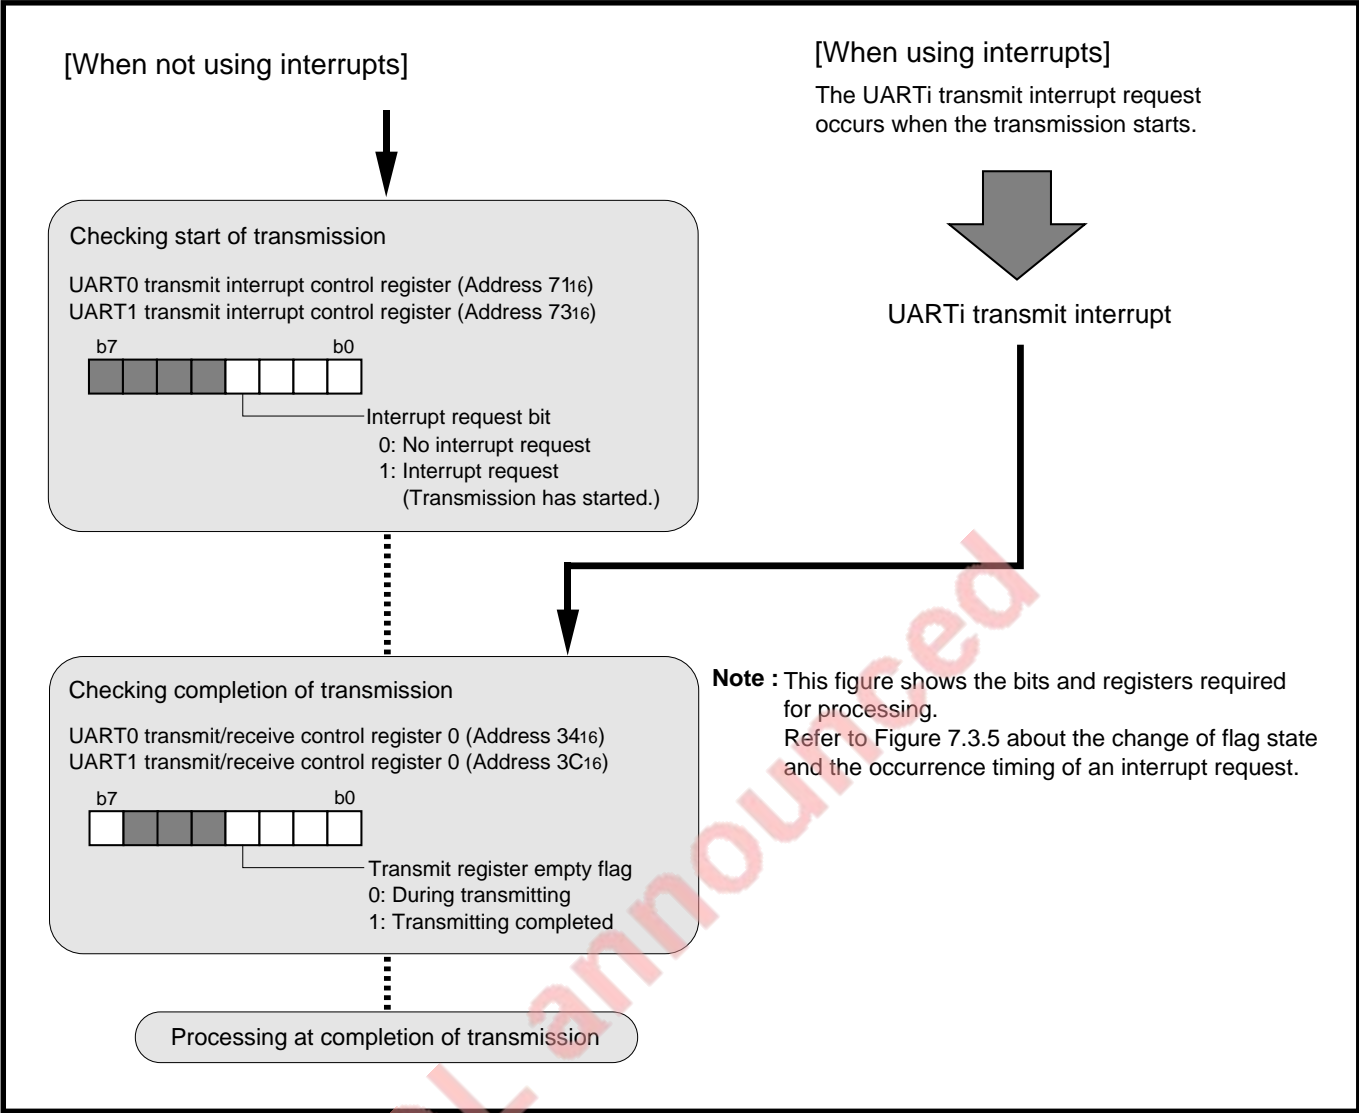 [When not using interrupts]
[When using interrupts]
The UARTi transmit interrupt request
occurs when the transmission starts.
Checking start of transmission
UART0 transmit interrupt control register (Address 7116)
UART1 transmit interrupt control register (Address 7316)
b7 b0
Interrupt request bit
0: No interrupt request
1: Interrupt request
(Transmission has started.)
UARTi transmit interrupt
Checking completion of transmission
UART0 transmit/receive control register 0 (Address 3416)
UART1 transmit/receive control register 0 (Address 3C16)
b7 b0
Transmit register empty flag
0: During transmitting
1: Transmitting completed
Note : This figure shows the bits and registers required
for processing.
Refer to Figure 7.3.5 about the change of flag state
and the occurrence timing of an interrupt request.
Processing at completion of transmission
announced